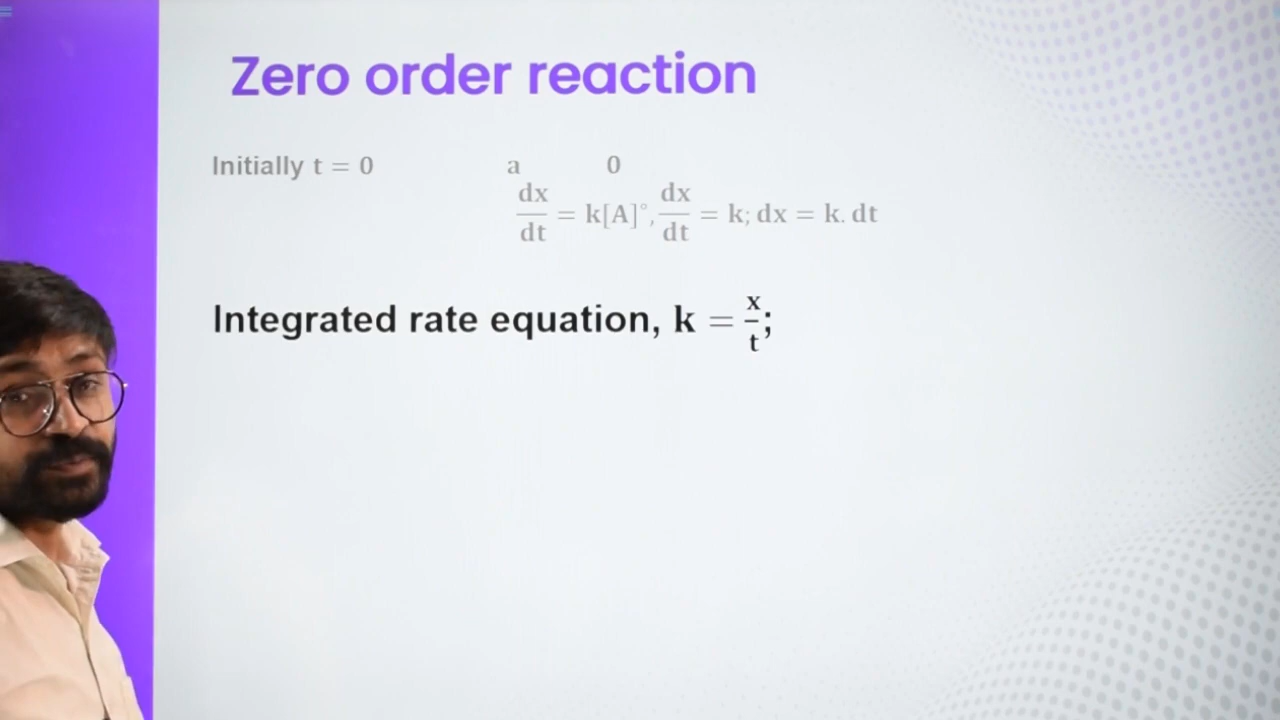 Zero order reaction
Initially t = 0 a 0
dx/dt = k[A]°, dx/dt = k; dx = k. dt
Integrated rate equation, k = x/t;